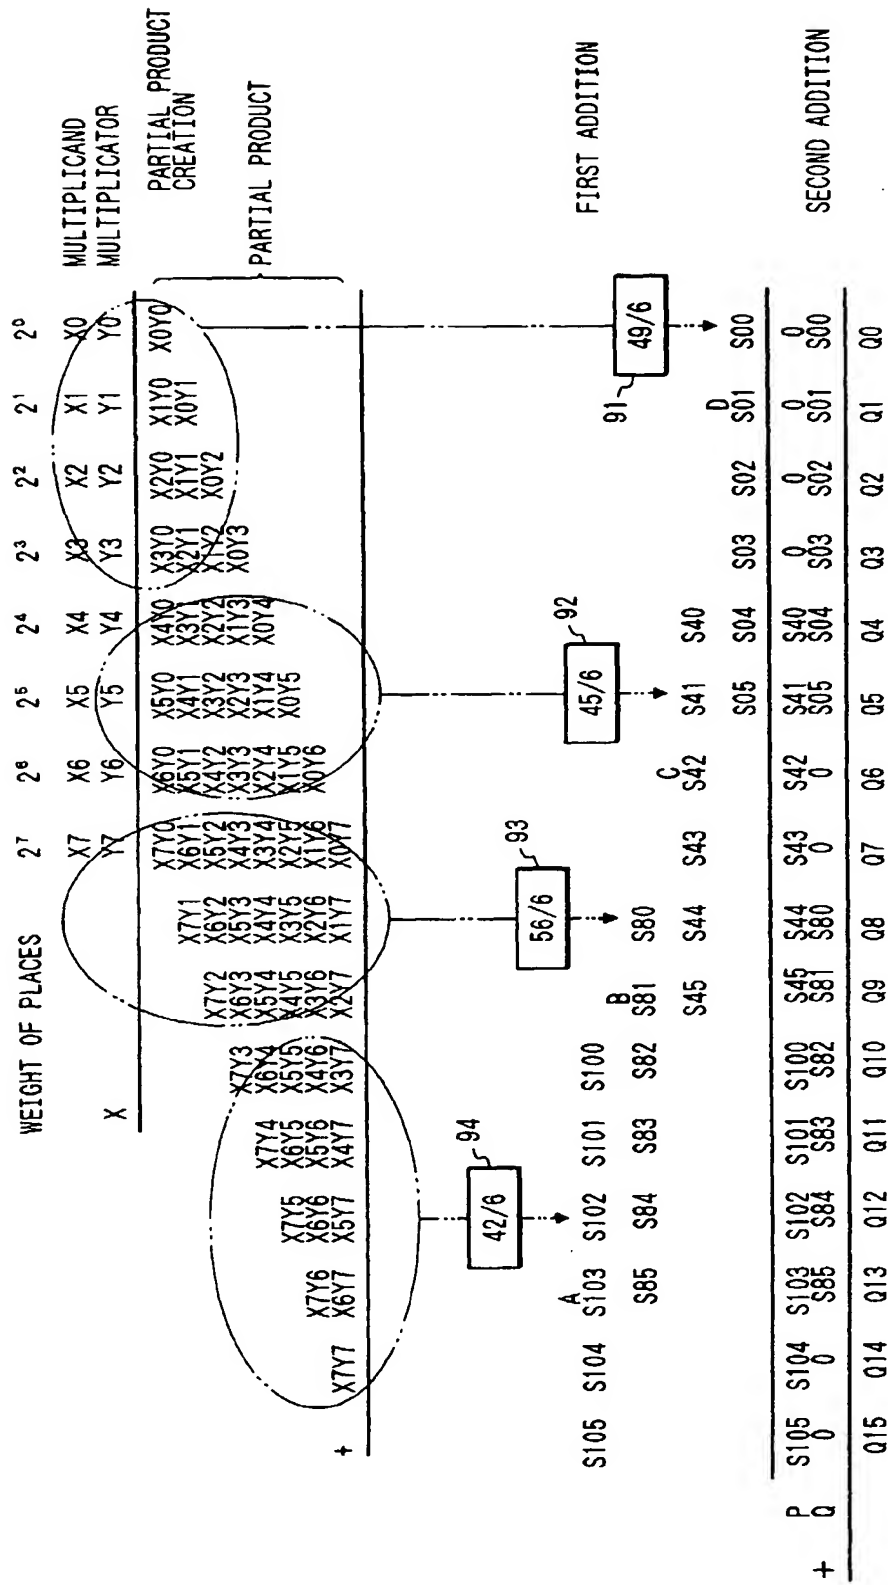 WEIGHT OF PLACES 2⁷ 2⁶ 2⁵ 2⁴ 2³ 2² 2¹ 2⁰
X7 X6 X5 X4 X3 X2 X1 X0 MULTIPLICAND
X Y7 Y6 Y5 Y4 Y3 Y2 Y1 Y0 MULTIPLICATOR
X7Y0 X6Y0 X5Y0 X4Y0 X3Y0 X2Y0 X1Y0 X0Y0 PARTIAL PRODUCT
X7Y1 X6Y1 X5Y1 X4Y1 X3Y1 X2Y1 X1Y1 X0Y1 CREATION
X7Y2 X6Y2 X5Y2 X4Y2 X3Y2 X2Y2 X1Y2 X0Y2
X7Y3 X6Y3 X5Y3 X4Y3 X3Y3 X2Y3 X1Y3 X0Y3
X7Y4 X6Y4 X5Y4 X4Y4 X3Y4 X2Y4 X1Y4 X0Y4 PARTIAL PRODUCT
X7Y5 X6Y5 X5Y5 X4Y5 X3Y5 X2Y5 X1Y5 X0Y5
X7Y6 X6Y6 X5Y6 X4Y6 X3Y6 X2Y6 X1Y6 X0Y6
+ X7Y7 X6Y7 X5Y7 X4Y7 X3Y7 X2Y7 X1Y7 X0Y7
94
42/6
93
56/6
92
45/6
91
49/6
A
S105 S104 S103 S102 S101 S100 FIRST ADDITION
B
S85 S84 S83 S82 S81 S80
C
S45 S44 S43 S42 S41 S40
D
S05 S04 S03 S02 S01 S00
P S105 S104 S103 S102 S101 S100 S45 S44 S43 S42 S41 S40 0 0 0 0
+ Q 0 0 S85 S84 S83 S82 S81 S80 0 0 S05 S04 S03 S02 S01 S00 SECOND ADDITION
Q15 Q14 Q13 Q12 Q11 Q10 Q9 Q8 Q7 Q6 Q5 Q4 Q3 Q2 Q1 Q0